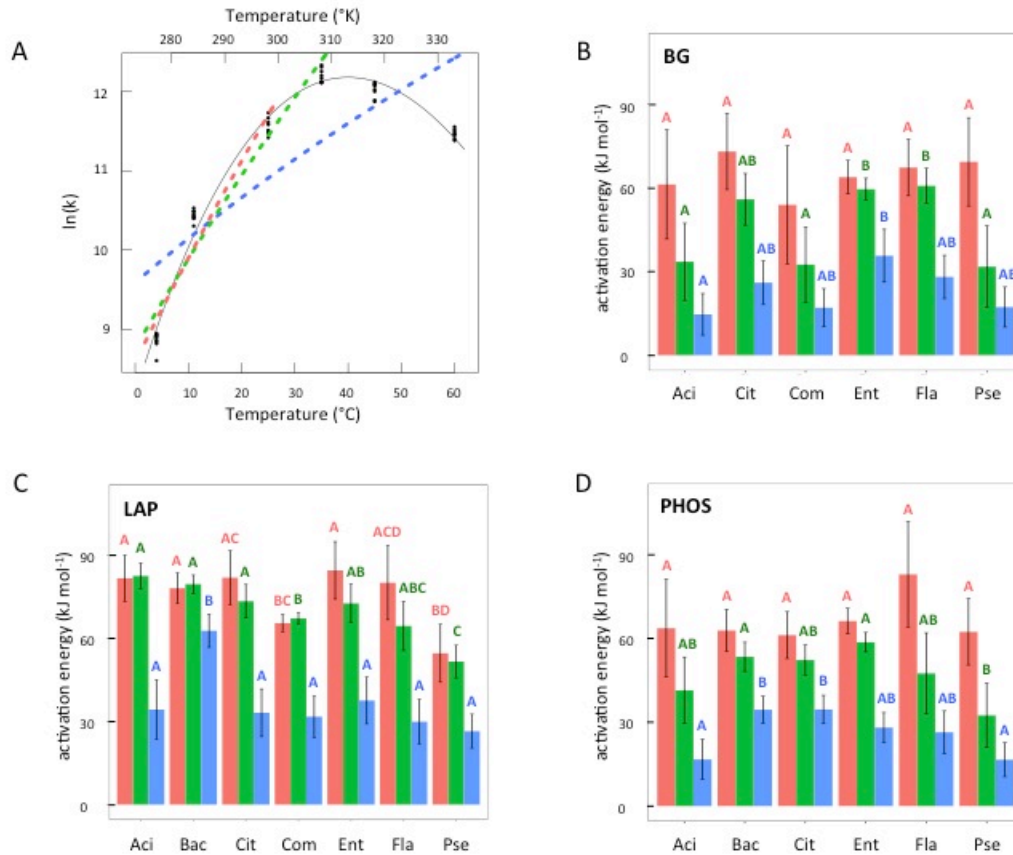 Temperature (°K)
A
280 290 300 310 320 330
12
11
10
9
ln(k)
0 10 20 30 40 50 60
Temperature (°C)
B
BG
90
60
30
0
activation energy (kJ mol⁻¹)
A A A A A A
A AB A B B A
A AB AB B AB AB
Aci Cit Com Ent Fla Pse
C
LAP
90
60
30
0
activation energy (kJ mol⁻¹)
A A AC BC A ACD BD
A A A B AB ABC C
A B A A A A A
Aci Bac Cit Com Ent Fla Pse
D
PHOS
90
60
30
0
activation energy (kJ mol⁻¹)
A A A A A A
AB A AB A AB B
A B B AB AB A
Aci Bac Cit Ent Fla Pse